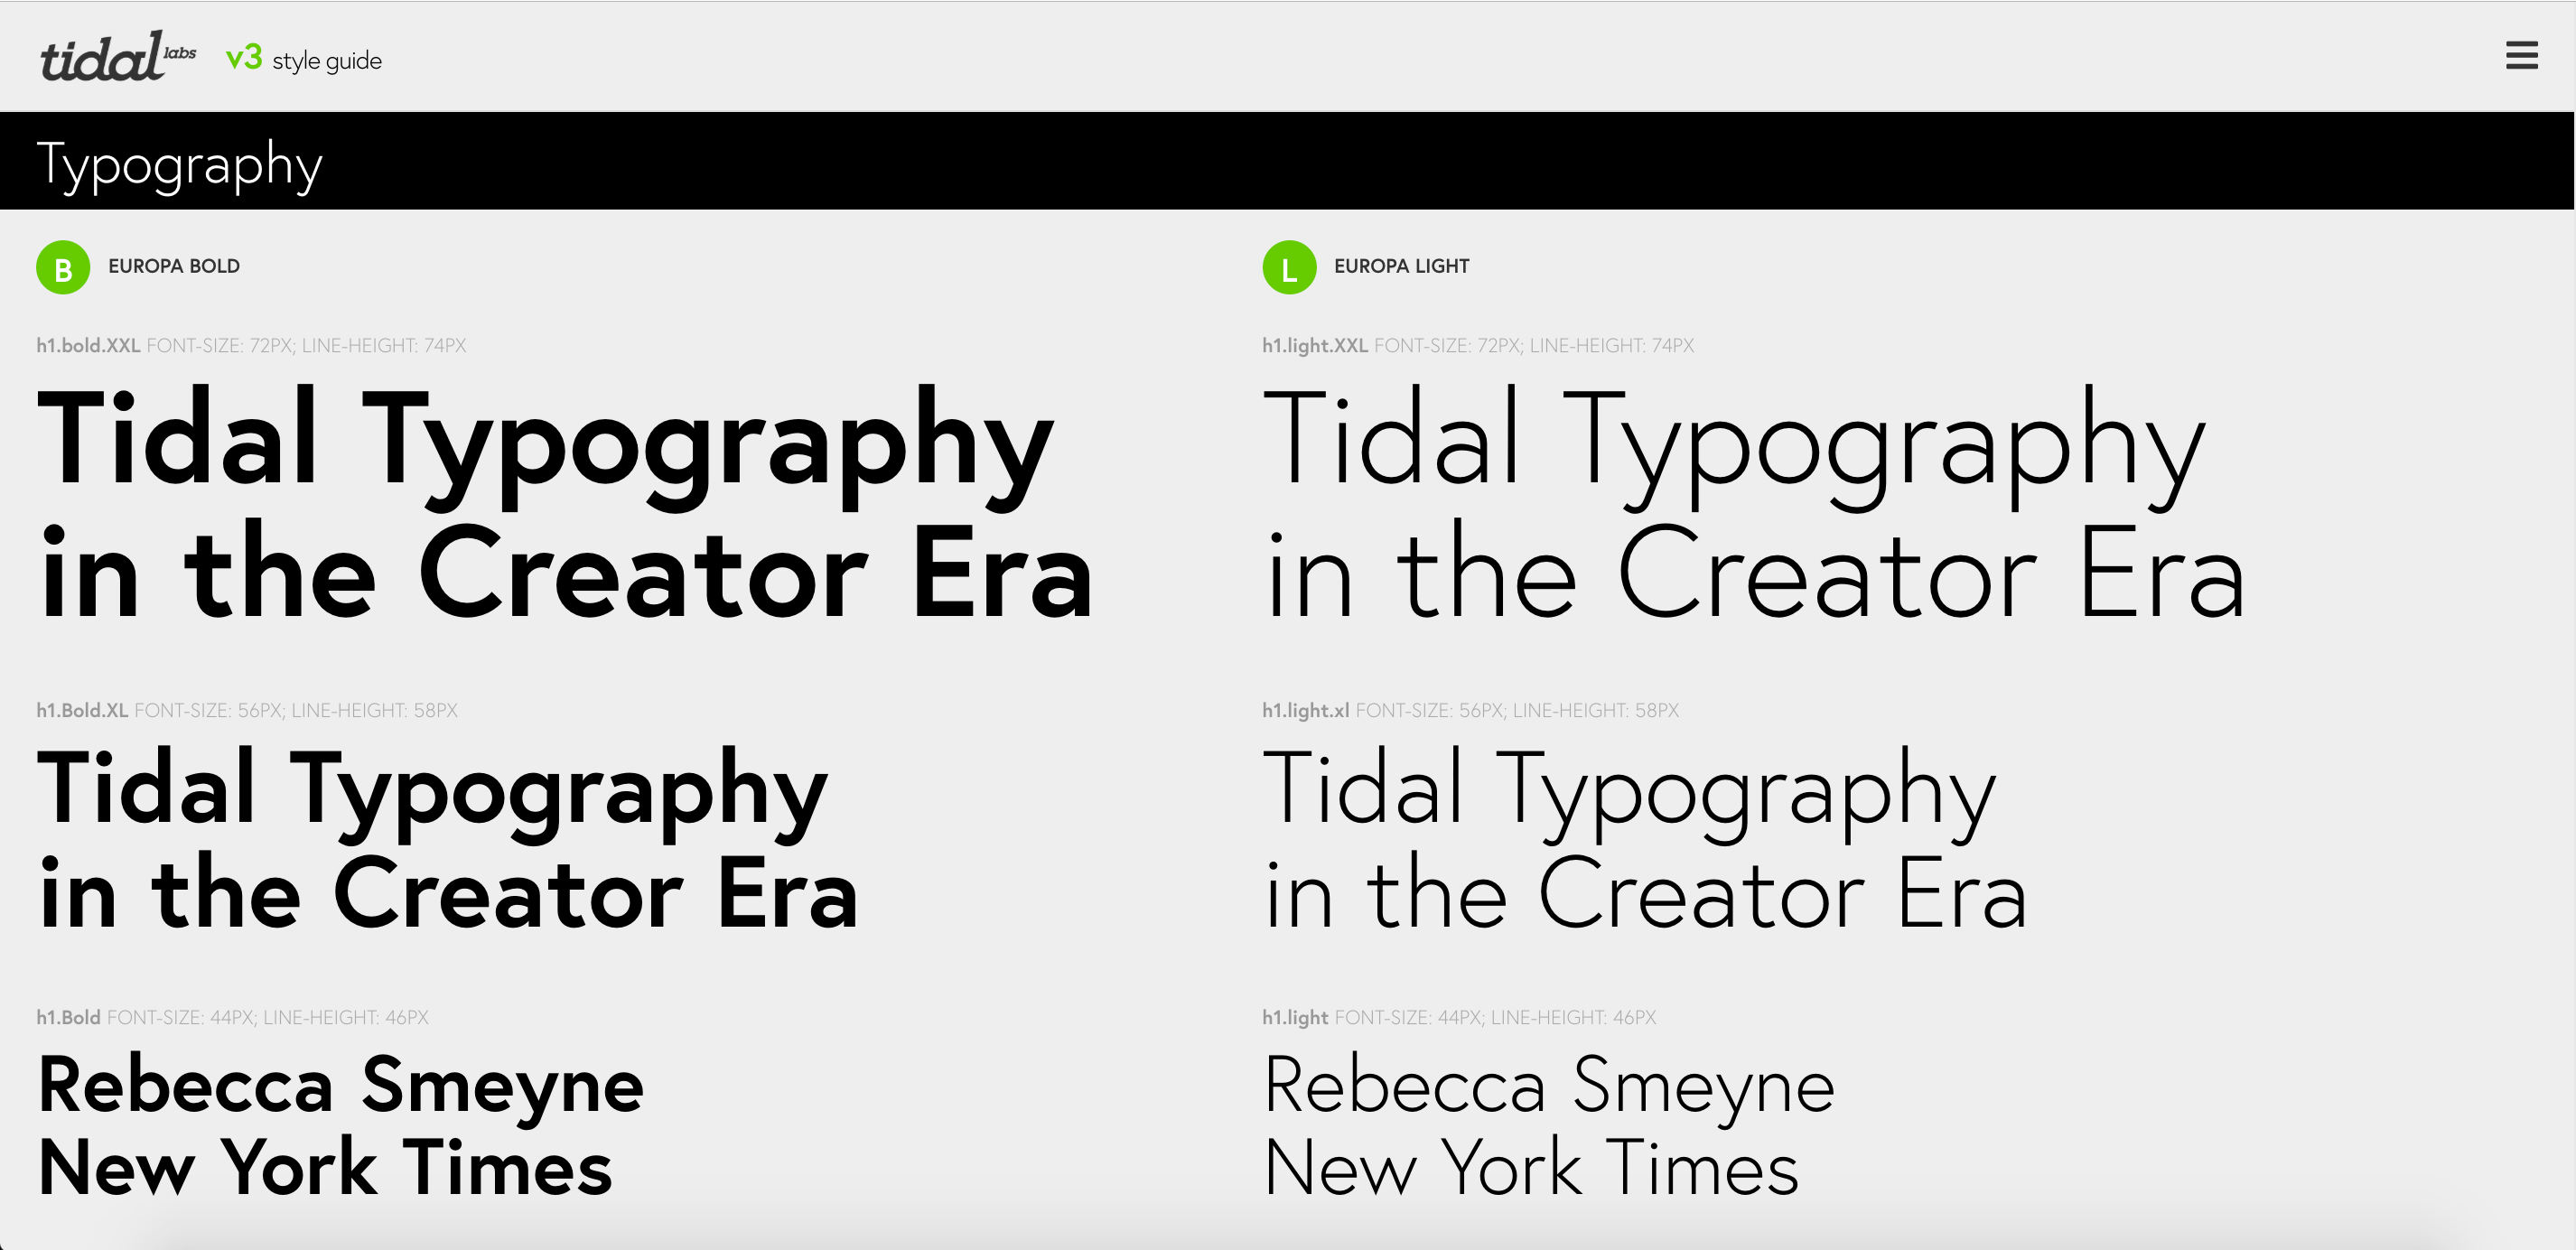 tidal labs v3 style guide
Typography
B EUROPA BOLD
h1.bold.XXL FONT-SIZE: 72PX; LINE-HEIGHT: 74PX
Tidal Typography
in the Creator Era
h1.Bold.XL FONT-SIZE: 56PX; LINE-HEIGHT: 58PX
Tidal Typography
in the Creator Era
h1.Bold FONT-SIZE: 44PX; LINE-HEIGHT: 46PX
Rebecca Smeyne
New York Times
L EUROPA LIGHT
h1.light.XXL FONT-SIZE: 72PX; LINE-HEIGHT: 74PX
Tidal Typography
in the Creator Era
h1.light.xl FONT-SIZE: 56PX; LINE-HEIGHT: 58PX
Tidal Typography
in the Creator Era
h1.light FONT-SIZE: 44PX; LINE-HEIGHT: 46PX
Rebecca Smeyne
New York Times